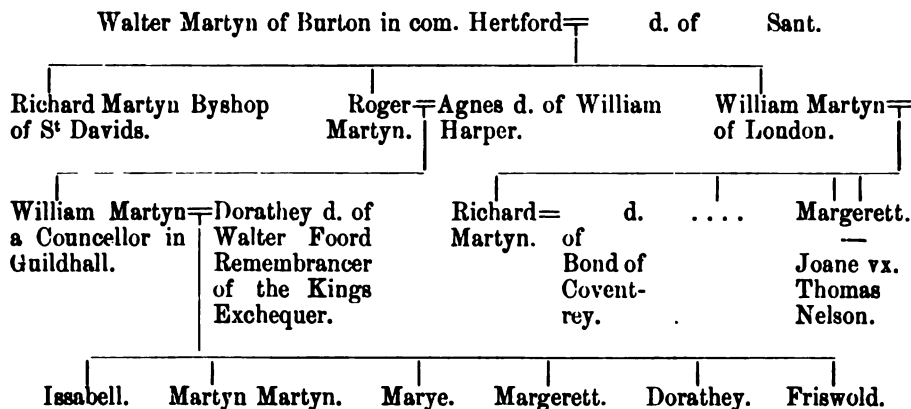 Walter Martyn of Burton in com. Hertford= d. of Sant.
Richard Martyn Byshop
of St Davids.
Roger=Agnes d. of William
Martyn. Harper.
William Martyn=
of London.
William Martyn=Dorathey d. of
a Councellor in Walter Foord
Guildhall. Remembrancer
of the Kings
Exchequer.
Richard= d.
Martyn. of
Bond of
Covent-
rey.
....
Margerett.
—
Joane vx.
Thomas
Nelson.
Issabell. Martyn Martyn. Marye. Margerett. Dorathey. Friswold.